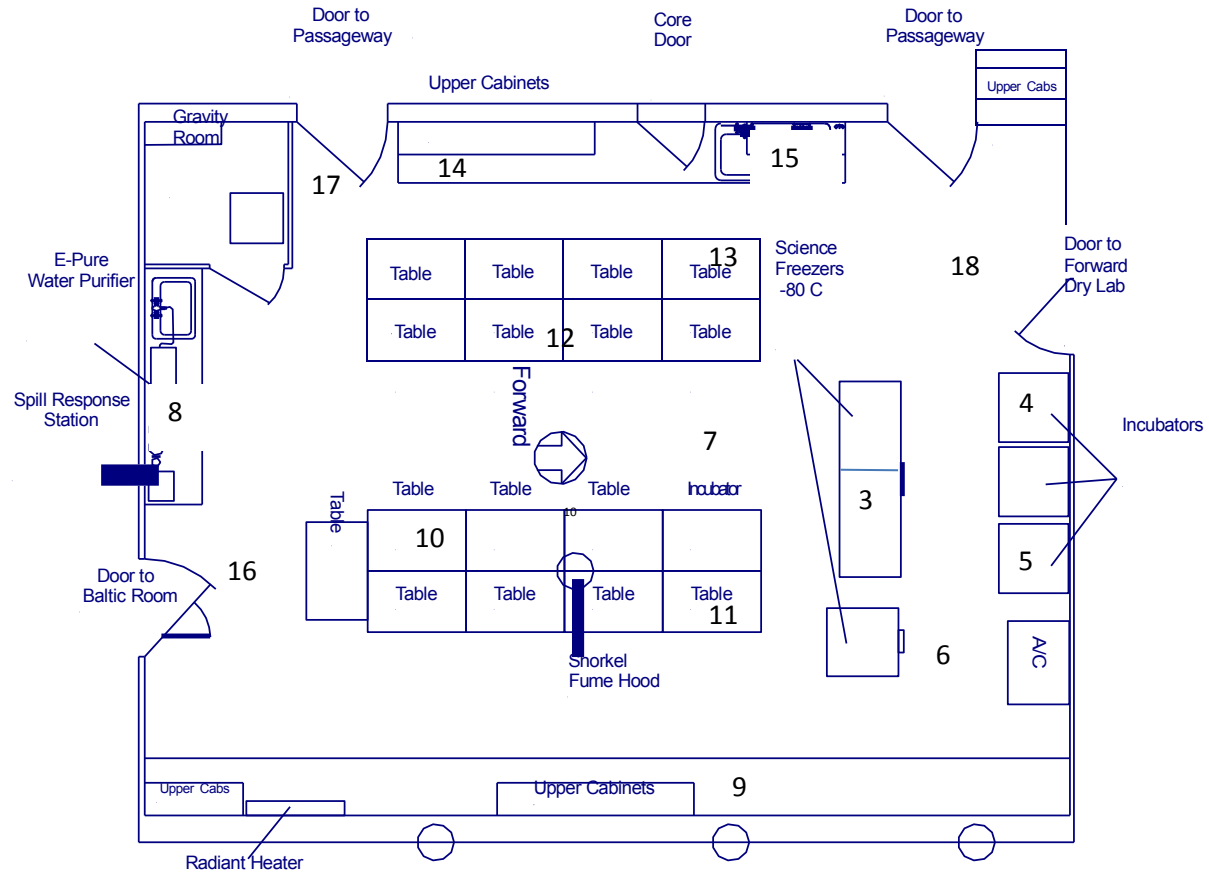 Door to
Passageway
Core
Door
Door to
Passageway
Upper Cabinets
Upper Cabs
Gravity
Room
14
15
17
E-Pure
Water Purifier
13
Table
Table
Table
Table
Science
Freezers
-80 C
18
Door to
Forward
Dry Lab
Table
Table
12
Table
Table
Forward
Spill Response
Station
8
7
4
Incubators
Table
Table
Table
Table
Incubator
10
10
3
5
Door to
Baltic Room
16
Table
Table
Table
Table
11
6
A/C
Snorkel
Fume Hood
Upper Cabs
Upper Cabinets
9
Radiant Heater